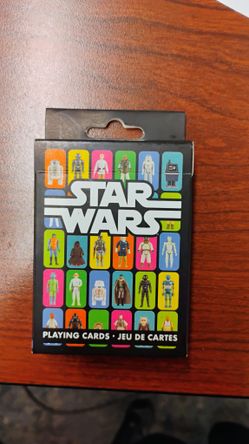 STAR
WARS
PLAYING CARDS • JEU DE CARTES